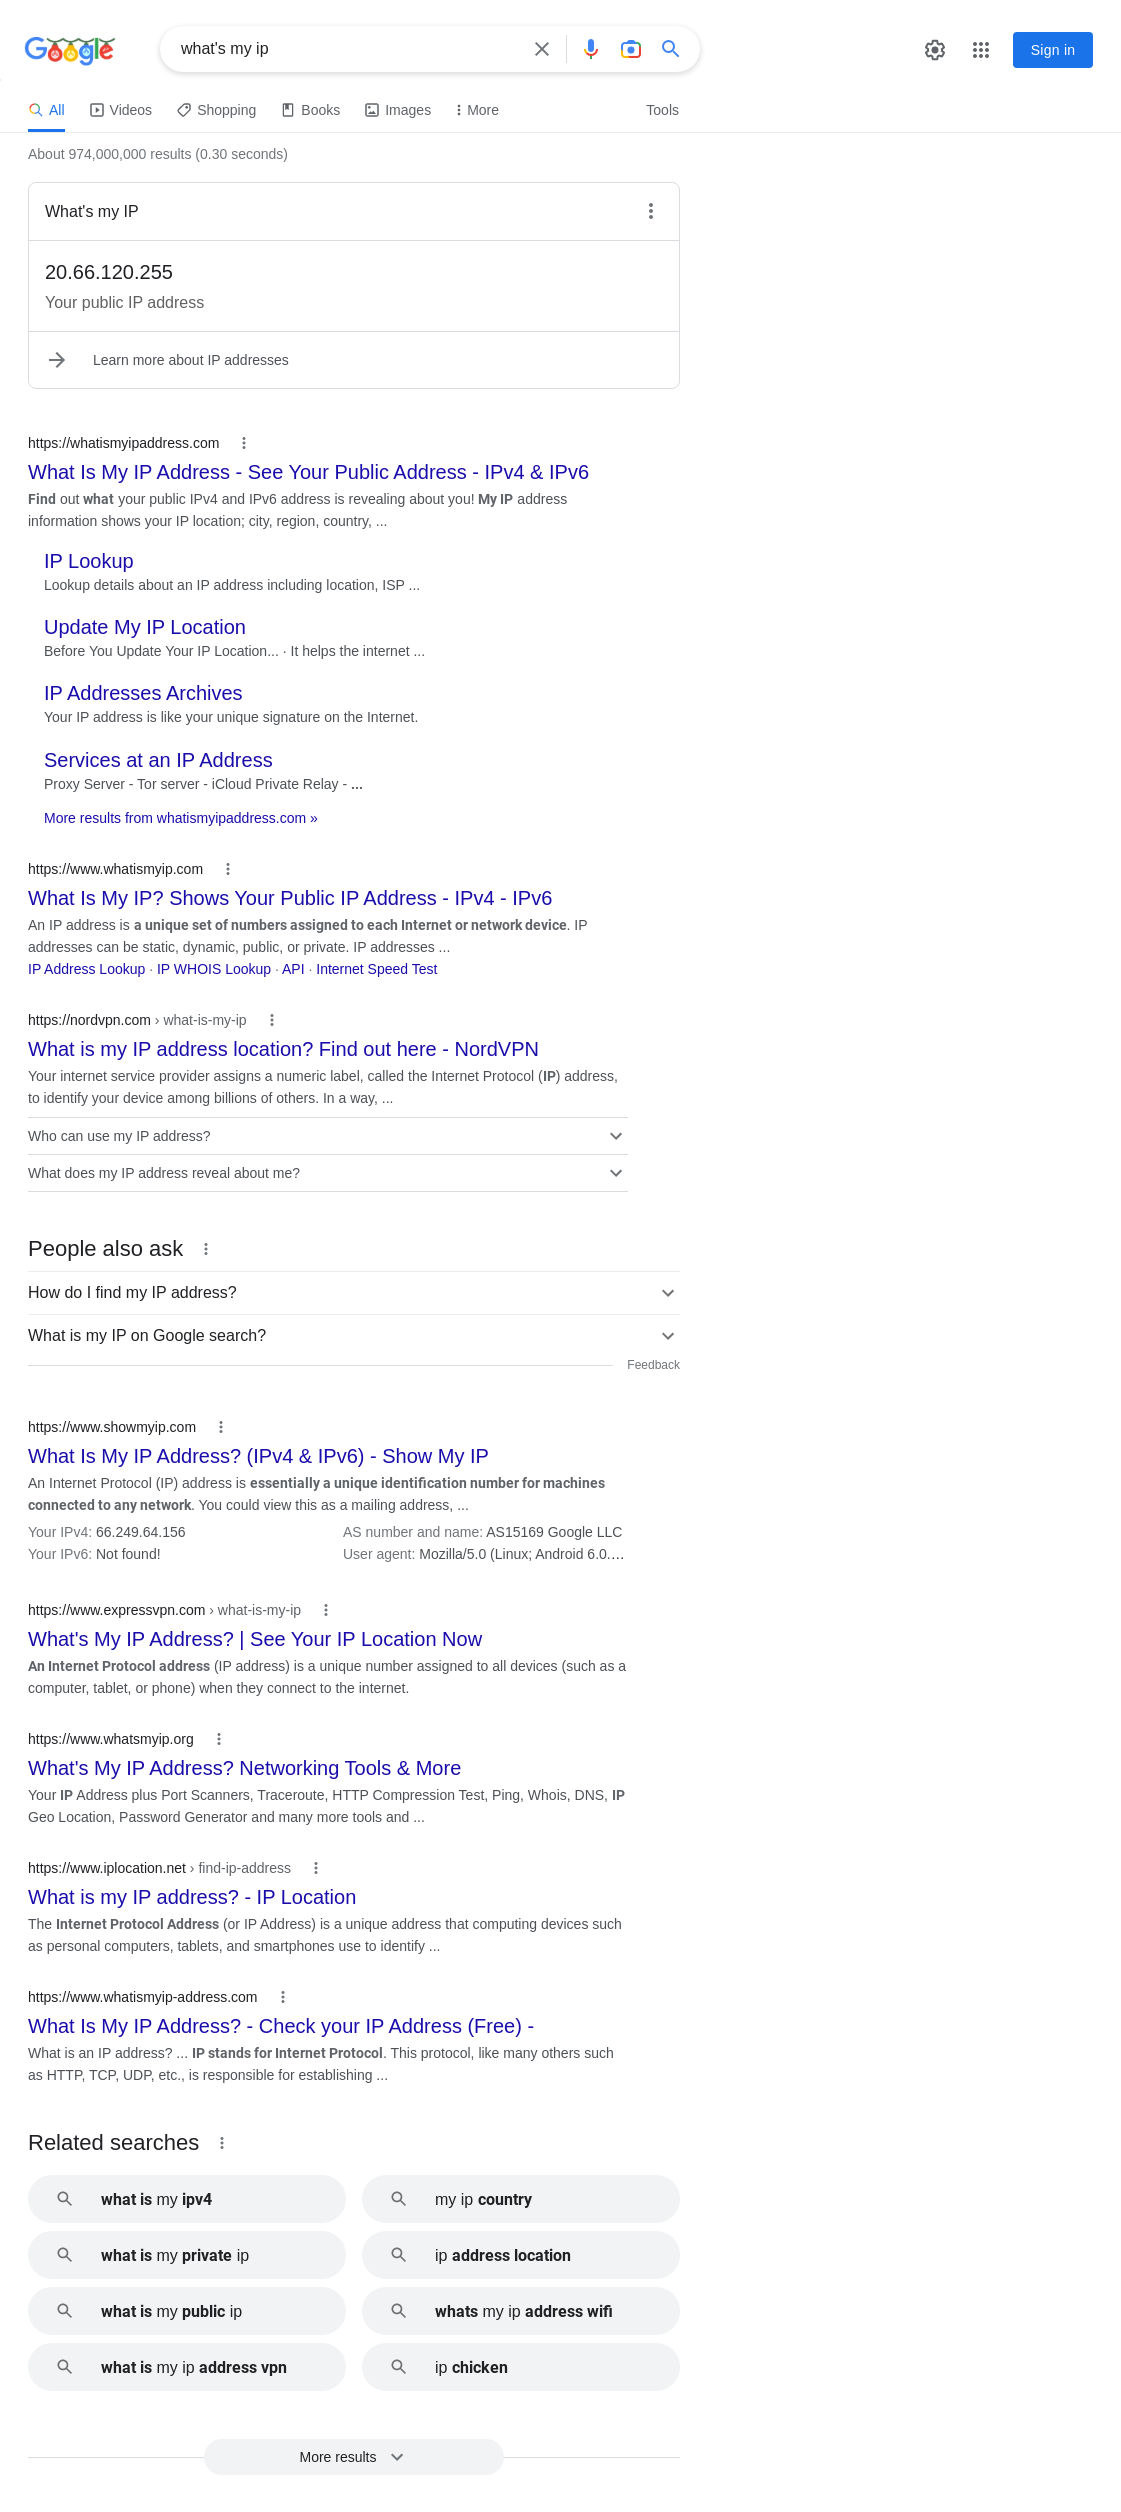 Google
what's my ip
Sign in
All
Videos
Shopping
Books
Images
More
Tools
About 974,000,000 results (0.30 seconds)
What's my IP
20.66.120.255
Your public IP address
Learn more about IP addresses
https://whatismyipaddress.com
What Is My IP Address - See Your Public Address - IPv4 & IPv6
Find out what your public IPv4 and IPv6 address is revealing about you! My IP address
information shows your IP location; city, region, country, ...
IP Lookup
Lookup details about an IP address including location, ISP ...
Update My IP Location
Before You Update Your IP Location... · It helps the internet ...
IP Addresses Archives
Your IP address is like your unique signature on the Internet.
Services at an IP Address
Proxy Server - Tor server - iCloud Private Relay - ...
More results from whatismyipaddress.com »
https://www.whatismyip.com
What Is My IP? Shows Your Public IP Address - IPv4 - IPv6
An IP address is a unique set of numbers assigned to each Internet or network device. IP
addresses can be static, dynamic, public, or private. IP addresses ...
IP Address Lookup · IP WHOIS Lookup · API · Internet Speed Test
https://nordvpn.com › what-is-my-ip
What is my IP address location? Find out here - NordVPN
Your internet service provider assigns a numeric label, called the Internet Protocol (IP) address,
to identify your device among billions of others. In a way, ...
Who can use my IP address?
What does my IP address reveal about me?
People also ask
How do I find my IP address?
What is my IP on Google search?
Feedback
https://www.showmyip.com
What Is My IP Address? (IPv4 & IPv6) - Show My IP
An Internet Protocol (IP) address is essentially a unique identification number for machines
connected to any network. You could view this as a mailing address, ...
Your IPv4: 66.249.64.156
AS number and name: AS15169 Google LLC
Your IPv6: Not found!
User agent: Mozilla/5.0 (Linux; Android 6.0....
https://www.expressvpn.com › what-is-my-ip
What's My IP Address? | See Your IP Location Now
An Internet Protocol address (IP address) is a unique number assigned to all devices (such as a
computer, tablet, or phone) when they connect to the internet.
https://www.whatsmyip.org
What's My IP Address? Networking Tools & More
Your IP Address plus Port Scanners, Traceroute, HTTP Compression Test, Ping, Whois, DNS, IP
Geo Location, Password Generator and many more tools and ...
https://www.iplocation.net › find-ip-address
What is my IP address? - IP Location
The Internet Protocol Address (or IP Address) is a unique address that computing devices such
as personal computers, tablets, and smartphones use to identify ...
https://www.whatismyip-address.com
What Is My IP Address? - Check your IP Address (Free) -
What is an IP address? ... IP stands for Internet Protocol. This protocol, like many others such
as HTTP, TCP, UDP, etc., is responsible for establishing ...
Related searches
what is my ipv4
my ip country
what is my private ip
ip address location
what is my public ip
whats my ip address wifi
what is my ip address vpn
ip chicken
More results